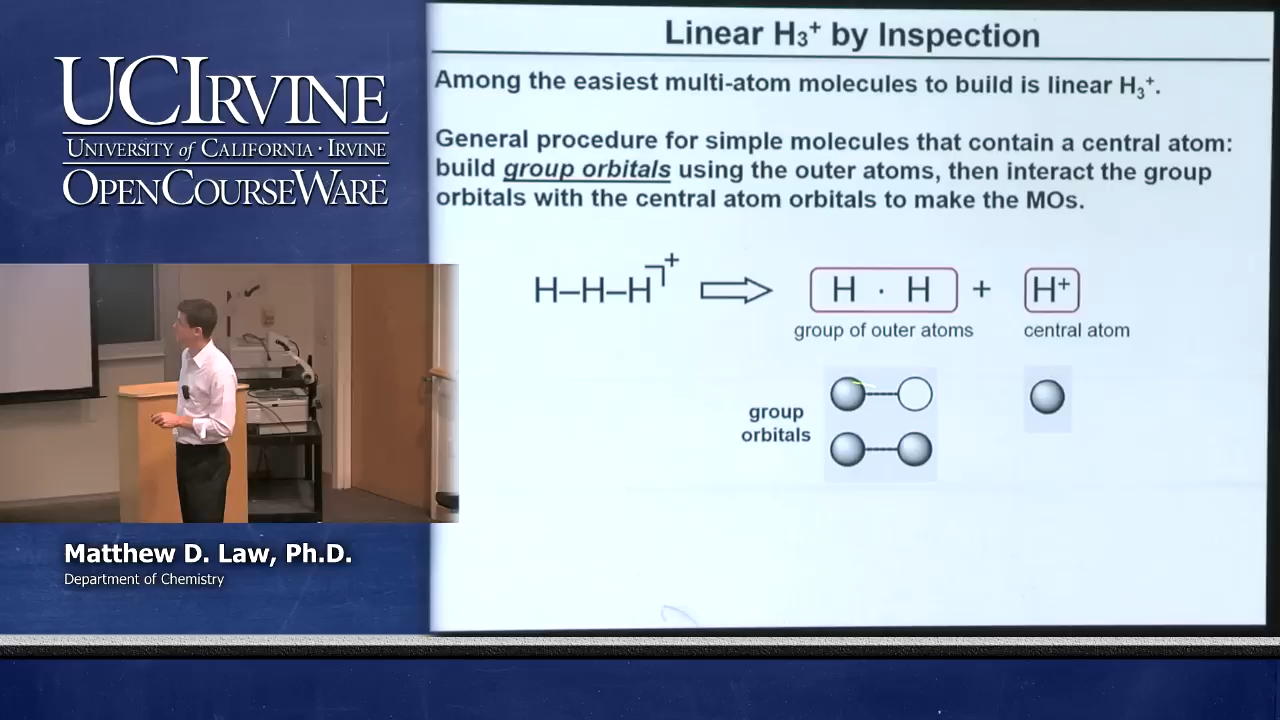 UCIRVINE
UNIVERSITY of CALIFORNIA · IRVINE
OPENCOURSEWARE
Matthew D. Law, Ph.D.
Department of Chemistry
Linear H₃⁺ by Inspection
Among the easiest multi-atom molecules to build is linear H₃⁺.
General procedure for simple molecules that contain a central atom:
build group orbitals using the outer atoms, then interact the group
orbitals with the central atom orbitals to make the MOs.
H–H–H⁺ H · H + H⁺
group of outer atoms central atom
group
orbitals